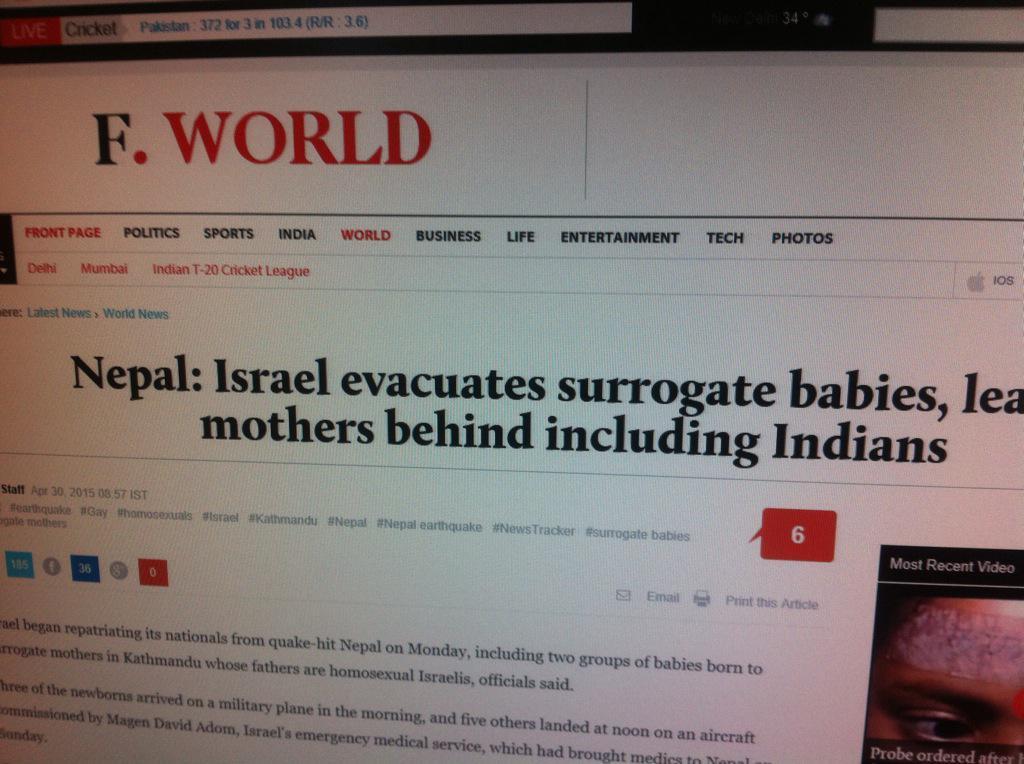 LIVE Cricket Pakistan : 372 for 3 in 103.4 (R/R : 3.6) New Delhi 34 °
F. WORLD
FRONT PAGE POLITICS SPORTS INDIA WORLD BUSINESS LIFE ENTERTAINMENT TECH PHOTOS
Delhi Mumbai Indian T-20 Cricket League
IOS
ere: Latest News › World News
Nepal: Israel evacuates surrogate babies, lea
mothers behind including Indians
Staff Apr 30, 2015 08:57 IST
#earthquake #Gay #homosexuals #Israel #Kathmandu #Nepal #Nepal earthquake #NewsTracker #surrogate babies
ogate mothers
6
185 36 0
Email Print this Article
Most Recent Video
rael began repatriating its nationals from quake-hit Nepal on Monday, including two groups of babies born to
rrogate mothers in Kathmandu whose fathers are homosexual Israelis, officials said.
hree of the newborns arrived on a military plane in the morning, and five others landed at noon on an aircraft
ommissioned by Magen David Adom, Israel's emergency medical service, which had brought medics to Nepal
Sunday.
Probe ordered after